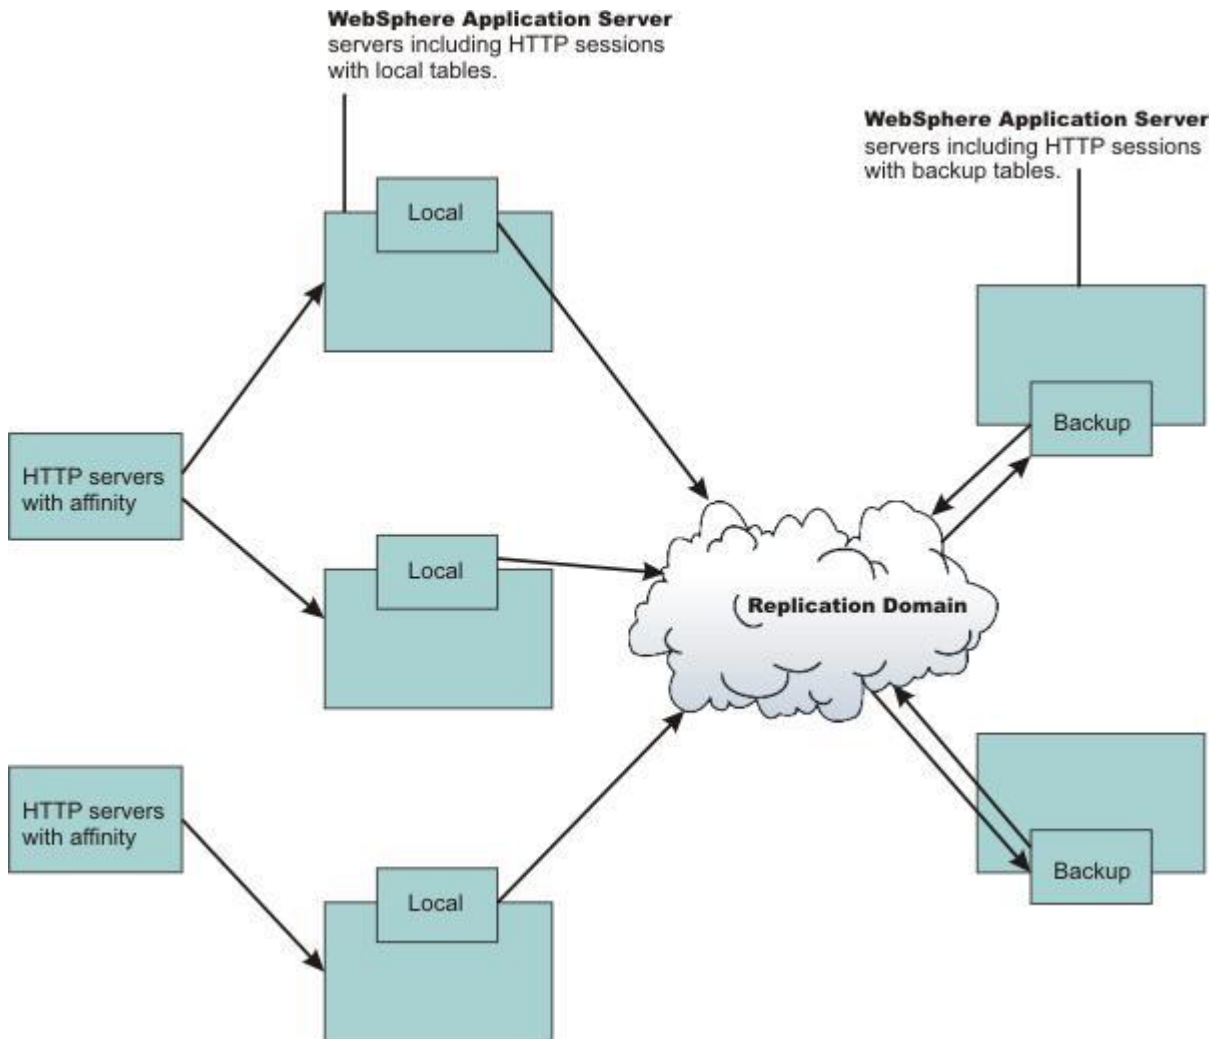 WebSphere Application Server
servers including HTTP sessions
with local tables.
WebSphere Application Server
servers including HTTP sessions
with backup tables.
Local
Backup
HTTP servers
with affinity
Local
Replication Domain
HTTP servers
with affinity
Backup
Local